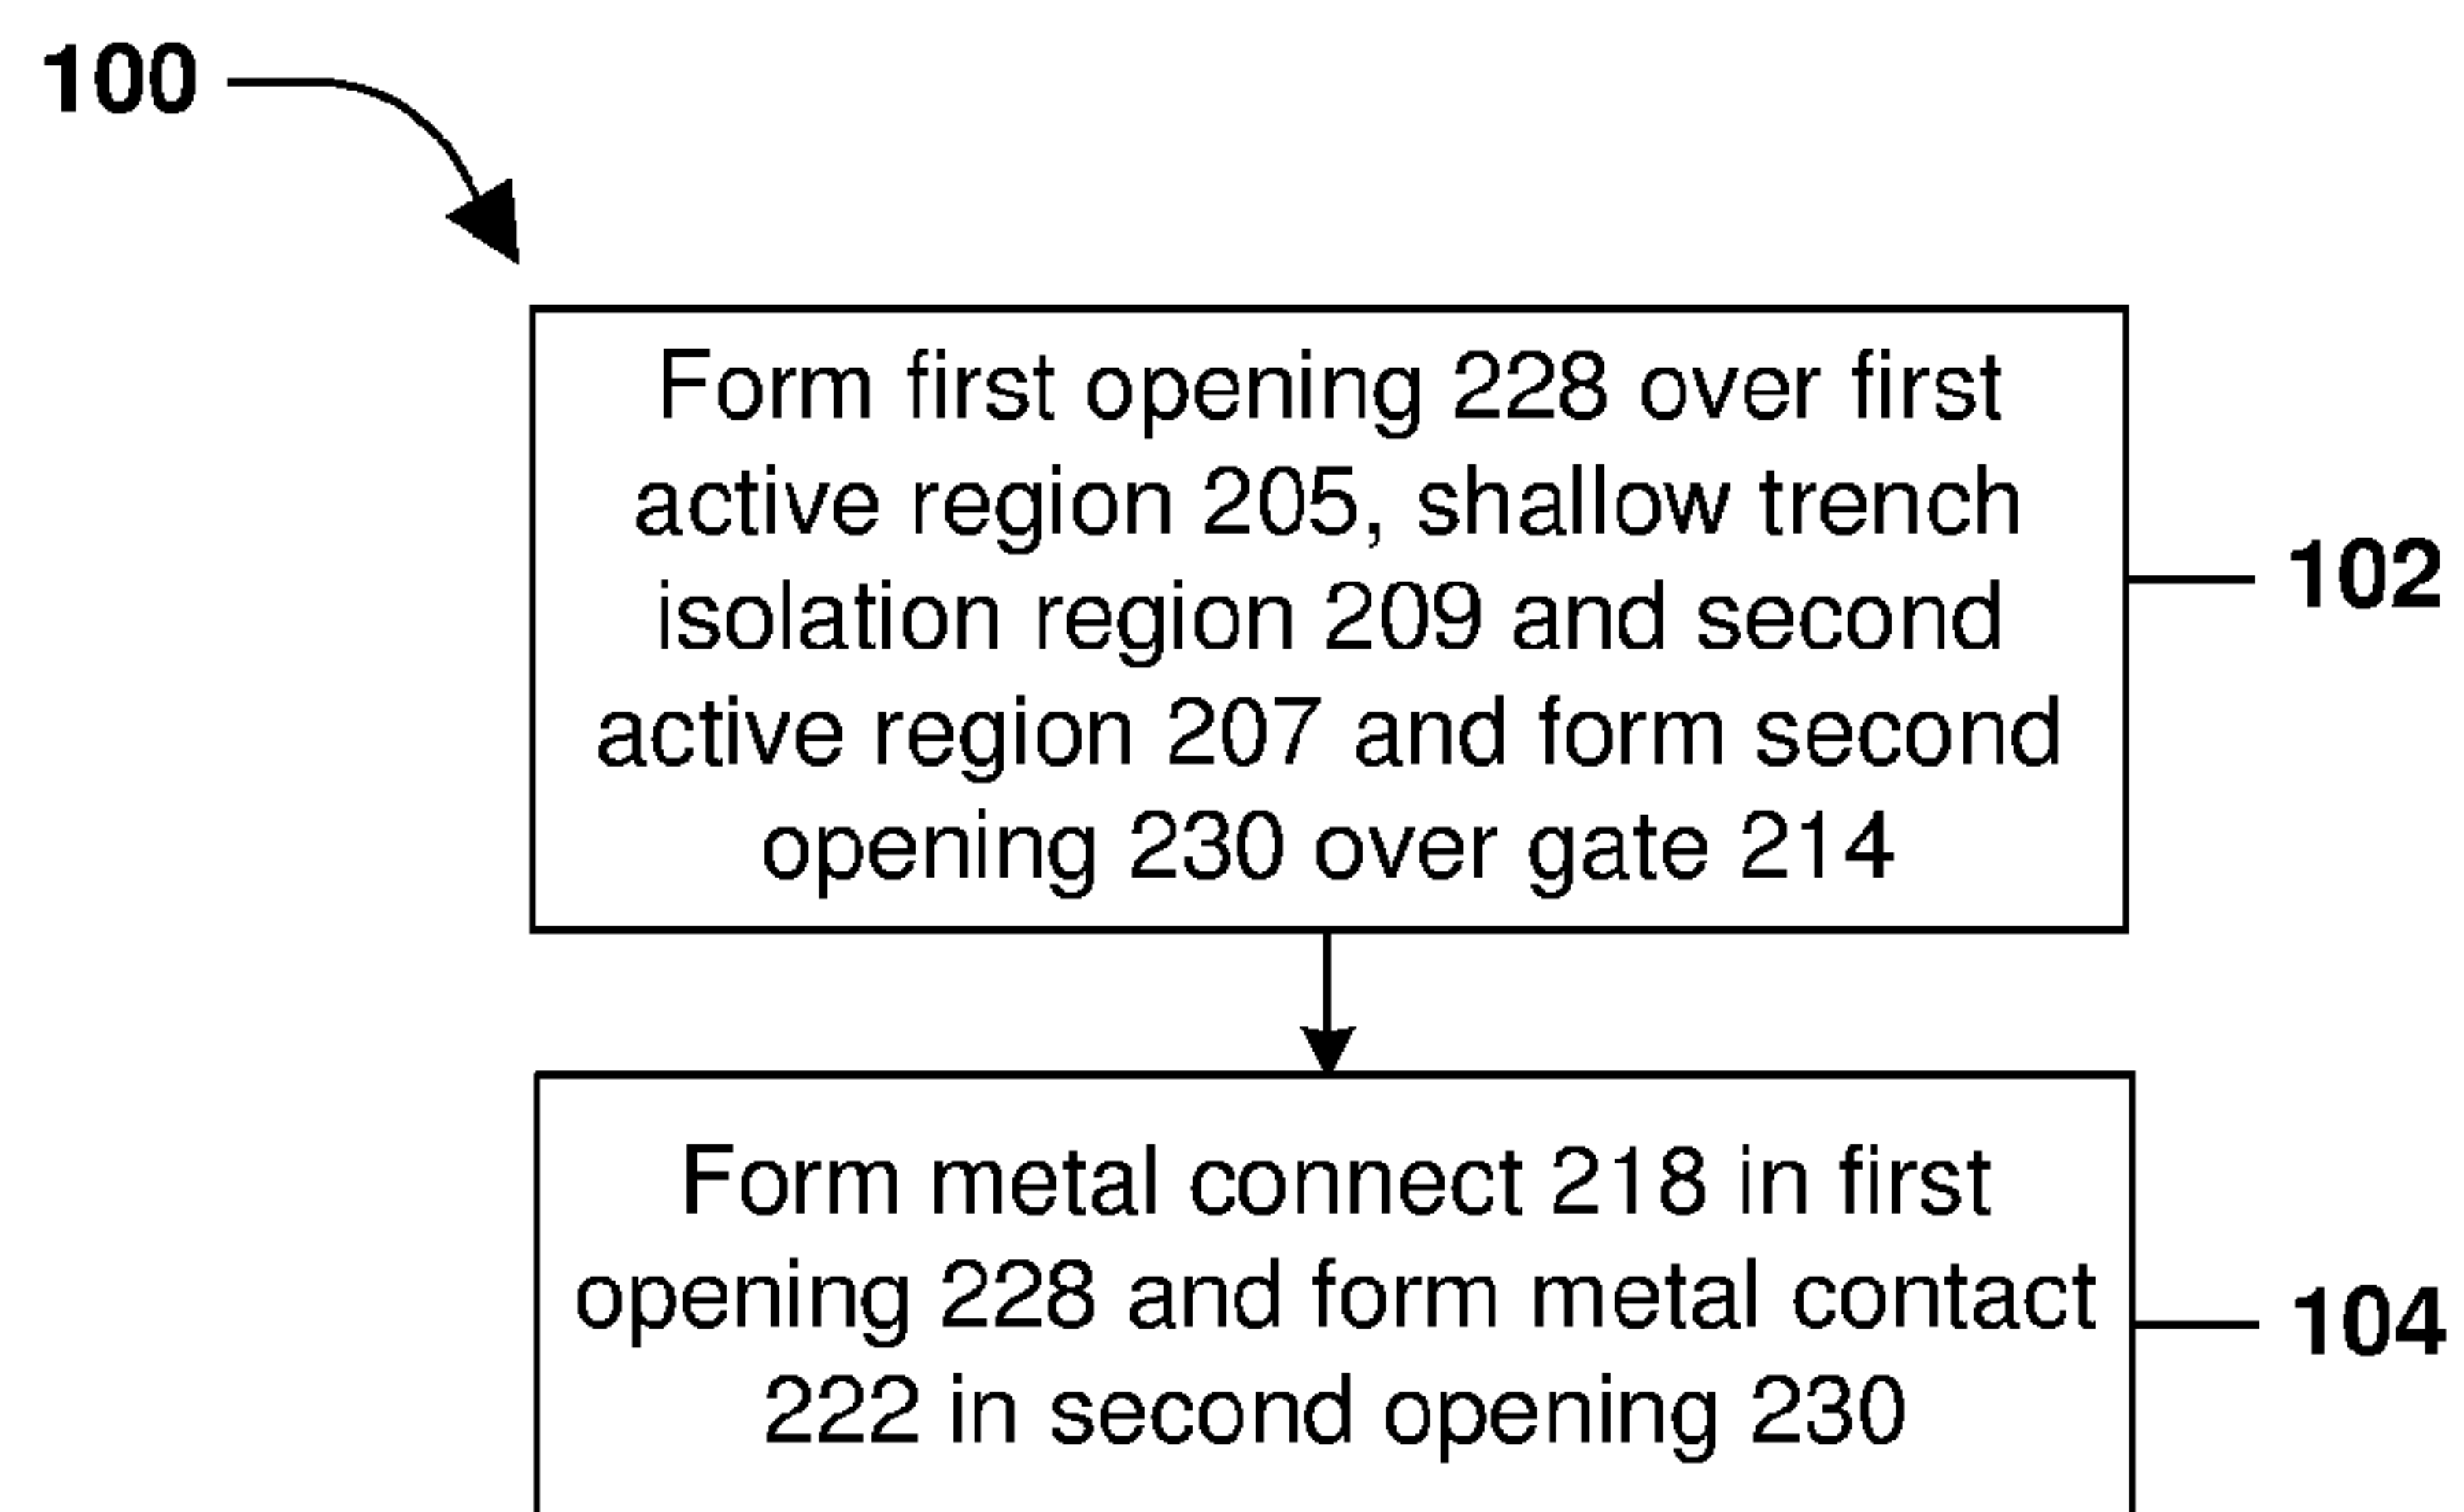 100
Form first opening 228 over first
active region 205, shallow trench
isolation region 209 and second
active region 207 and form second
opening 230 over gate 214
102
Form metal connect 218 in first
opening 228 and form metal contact
222 in second opening 230
104